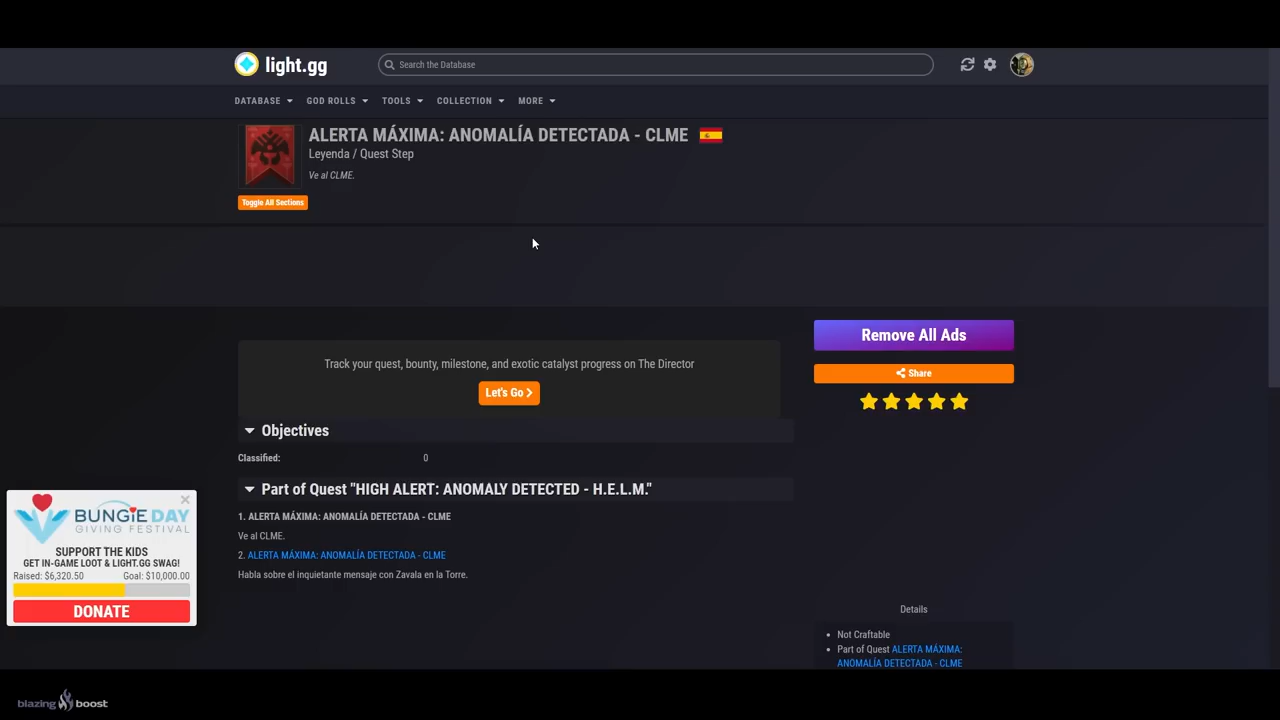 light.gg
Search the Database
DATABASE
GOD ROLLS
TOOLS
COLLECTION
MORE
ALERTA MÁXIMA: ANOMALÍA DETECTADA - CLME
Leyenda / Quest Step
Ve al CLME.
Toggle All Sections
Remove All Ads
Track your quest, bounty, milestone, and exotic catalyst progress on The Director
Let's Go
Share
Objectives
Classified: 0
Part of Quest "HIGH ALERT: ANOMALY DETECTED - H.E.L.M."
1. ALERTA MÁXIMA: ANOMALÍA DETECTADA - CLME
Ve al CLME.
2. ALERTA MÁXIMA: ANOMALÍA DETECTADA - CLME
Habla sobre el inquietante mensaje con Zavala en la Torre.
BUNGIE DAY
GIVING FESTIVAL
SUPPORT THE KIDS
GET IN-GAME LOOT & LIGHT.GG SWAG!
Raised: $6,320.50 Goal: $10,000.00
DONATE
Details
Not Craftable
Part of Quest ALERTA MÁXIMA:
ANOMALÍA DETECTADA - CLME
blazing boost